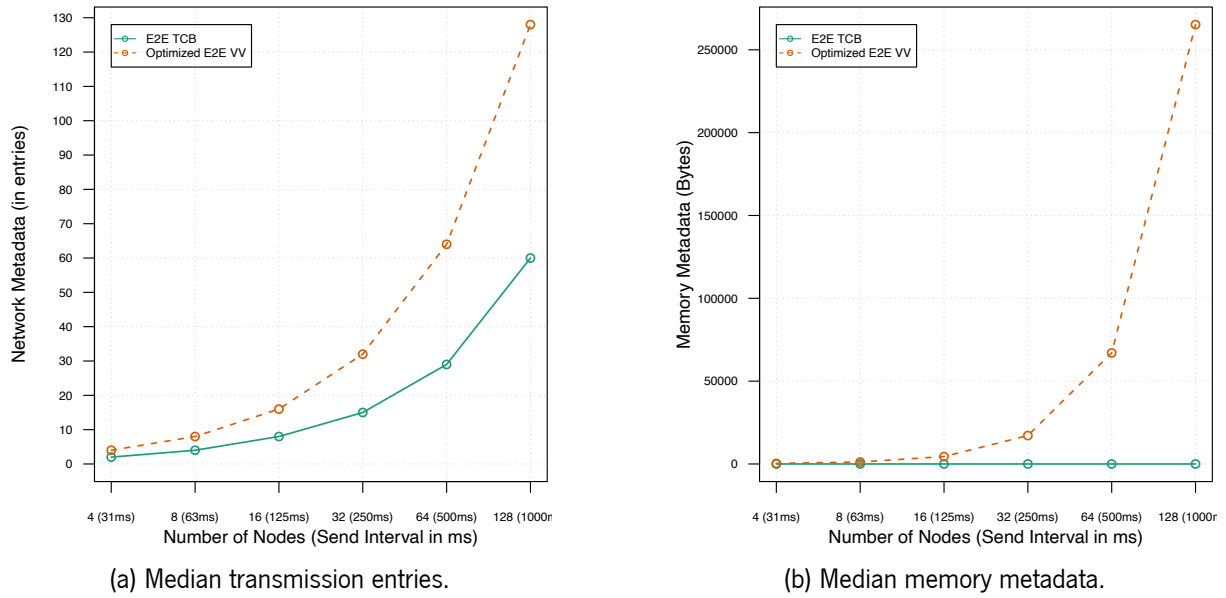 130
120
110
100
90
80
70
60
50
40
30
20
10
0
Network Metadata (in entries)
E2E TCB
Optimized E2E VV
4 (31ms)
8 (63ms)
16 (125ms)
32 (250ms)
64 (500ms)
128 (1000m
Number of Nodes (Send Interval in ms)
(a) Median transmission entries.
250000
200000
150000
100000
50000
0
Memory Metadata (Bytes)
E2E TCB
Optimized E2E VV
4 (31ms)
8 (63ms)
16 (125ms)
32 (250ms)
64 (500ms)
128 (1000m
Number of Nodes (Send Interval in ms)
(b) Median memory metadata.